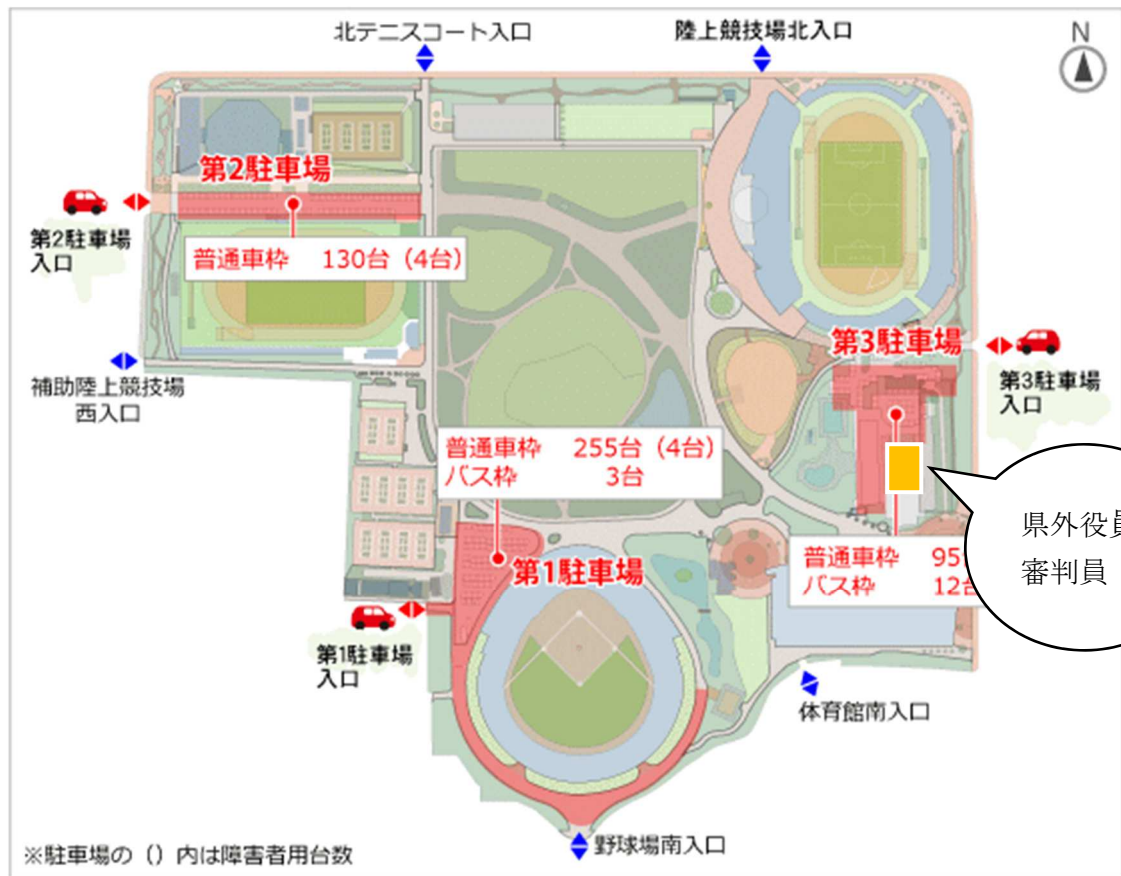 北テニスコート入口
陸上競技場北入口
N
第2駐車場
第2駐車場
入口
普通車枠 130台 (4台)
第3駐車場
第3駐車場
入口
補助陸上競技場
西入口
普通車枠 255台 (4台)
バス枠 3台
県外役員
審判員
第1駐車場
普通車枠 95
バス枠 12台
第1駐車場
入口
体育館南入口
野球場南入口
※駐車場の()内は障害者用台数